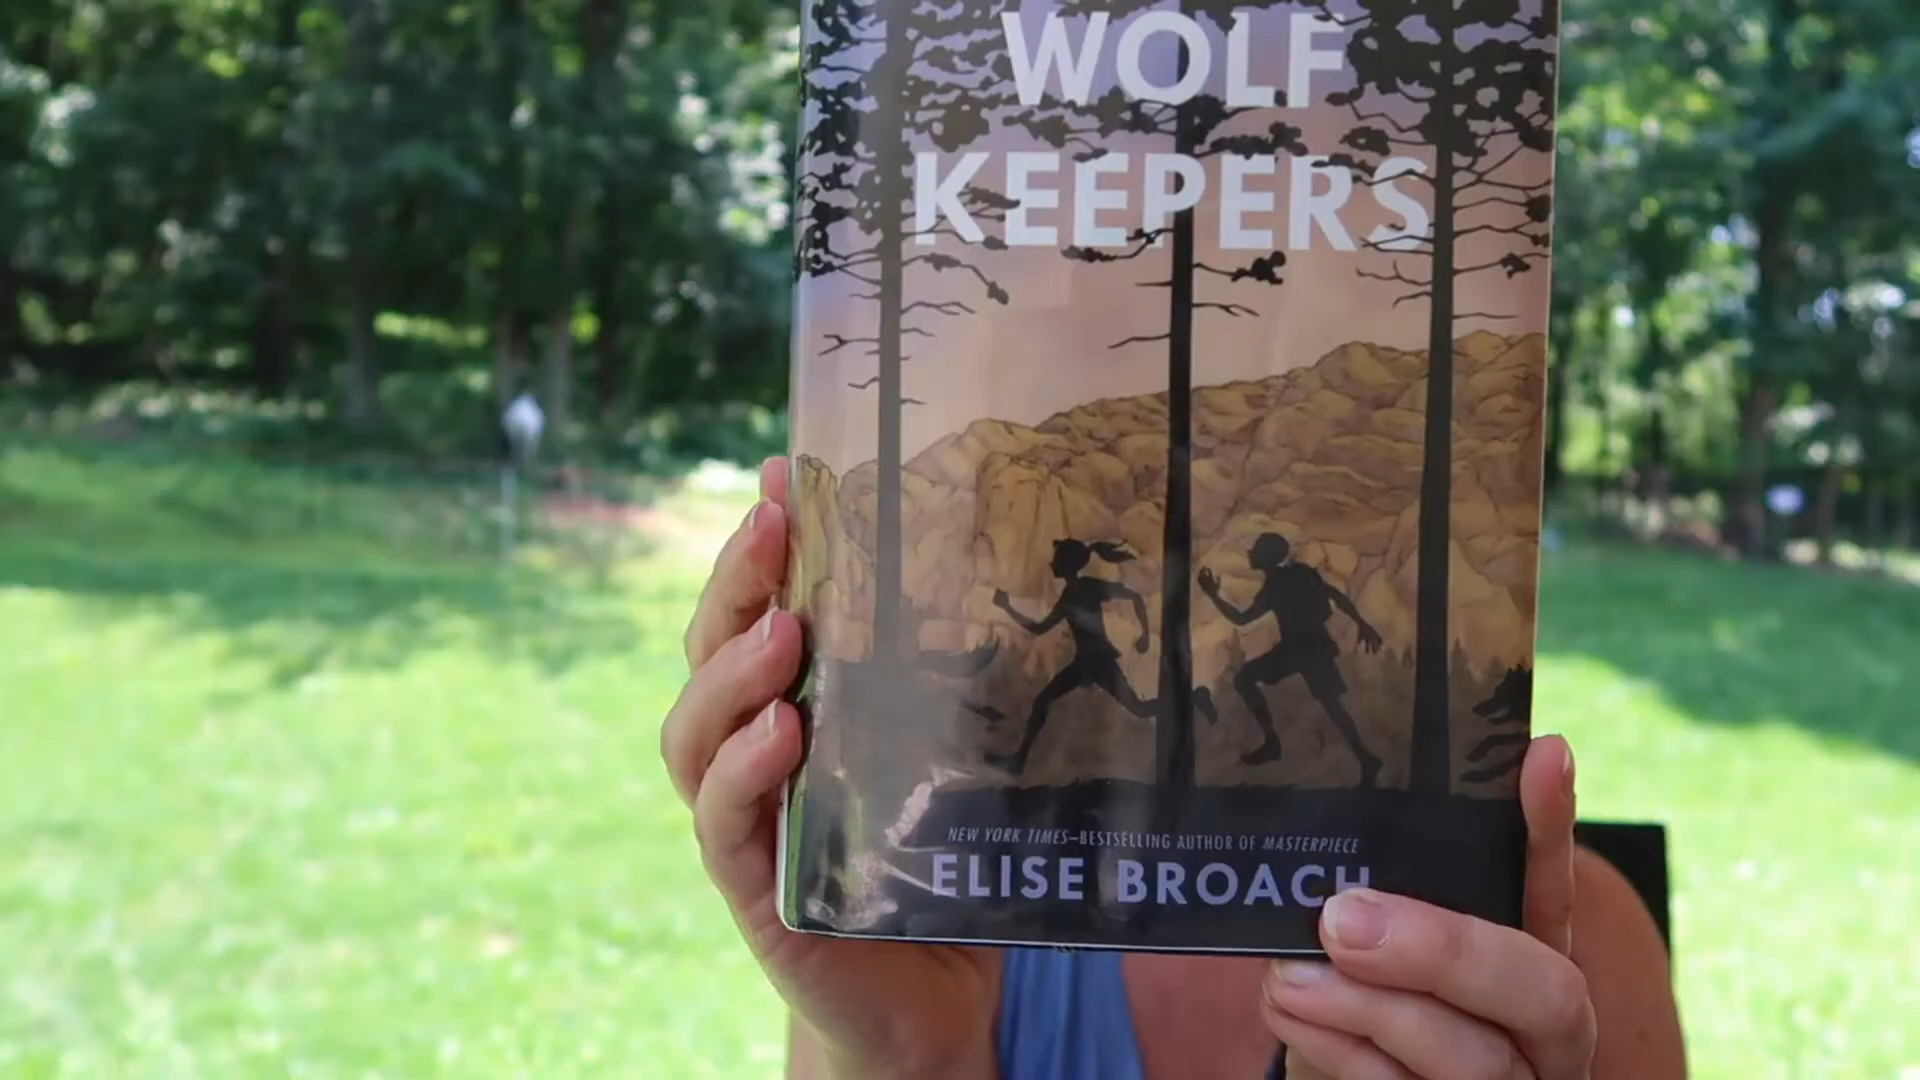 WOLF
KEEPERS
NEW YORK TIMES–BESTSELLING AUTHOR OF MASTERPIECE
ELISE BROACH